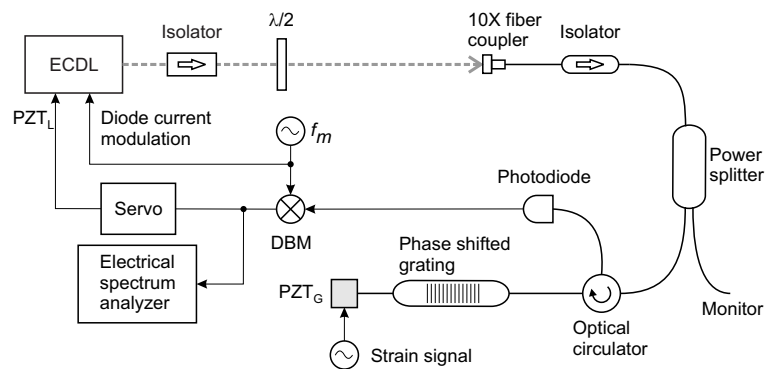 Isolator
λ/2
10X fiber
coupler
Isolator
ECDL
PZT_L
Diode current
modulation
f_m
Power
splitter
Photodiode
Servo
DBM
Phase shifted
grating
Electrical
spectrum
analyzer
PZT_G
Monitor
Optical
circulator
Strain signal